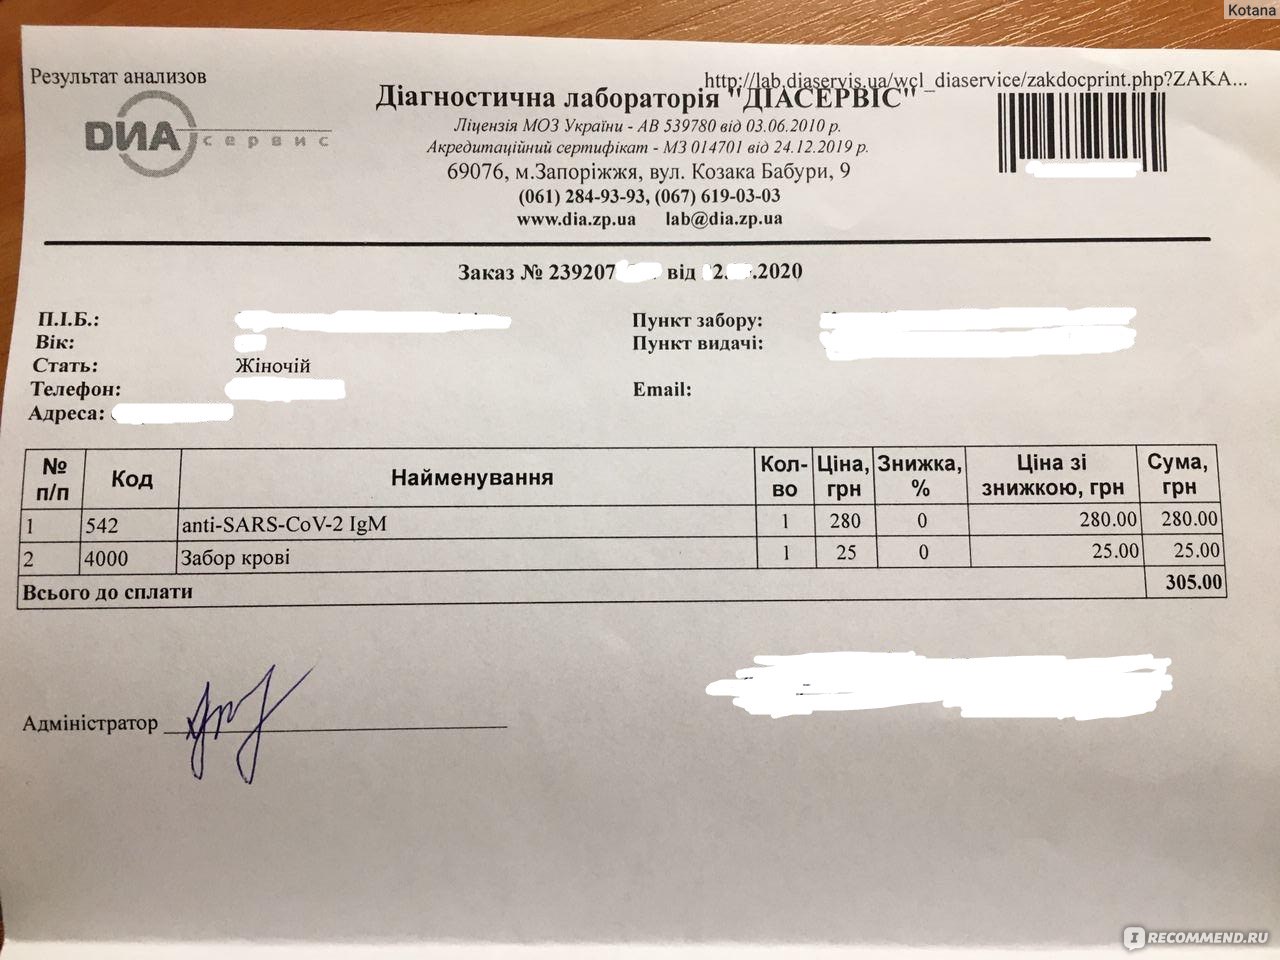 Kotana
Результат анализов
http://lab.diaservis.ua/wcl_diaservice/zakdocprint.php?ZAKA...
ДИА сервис
Діагностична лабораторія "ДІАСЕРВІС"
Ліцензія МОЗ України - АВ 539780 від 03.06.2010 р.
Акредитаційний сертифікат - МЗ 014701 від 24.12.2019 р.
69076, м.Запоріжжя, вул. Козака Бабури, 9
(061) 284-93-93, (067) 619-03-03
www.dia.zp.ua lab@dia.zp.ua
Заказ № 239207 від 2. .2020
П.І.Б.: Пункт забору:
Вік: Пункт видачі:
Стать: Жіночій
Телефон: Email:
Адреса:
№ п/п Код Найменування Кол-во Ціна, грн Знижка, % Ціна зі знижкою, грн Сума, грн
1 542 anti-SARS-CoV-2 IgM 1 280 0 280.00 280.00
2 4000 Забор крові 1 25 0 25.00 25.00
Всього до сплати 305.00
Адміністратор
IRECOMMEND.RU